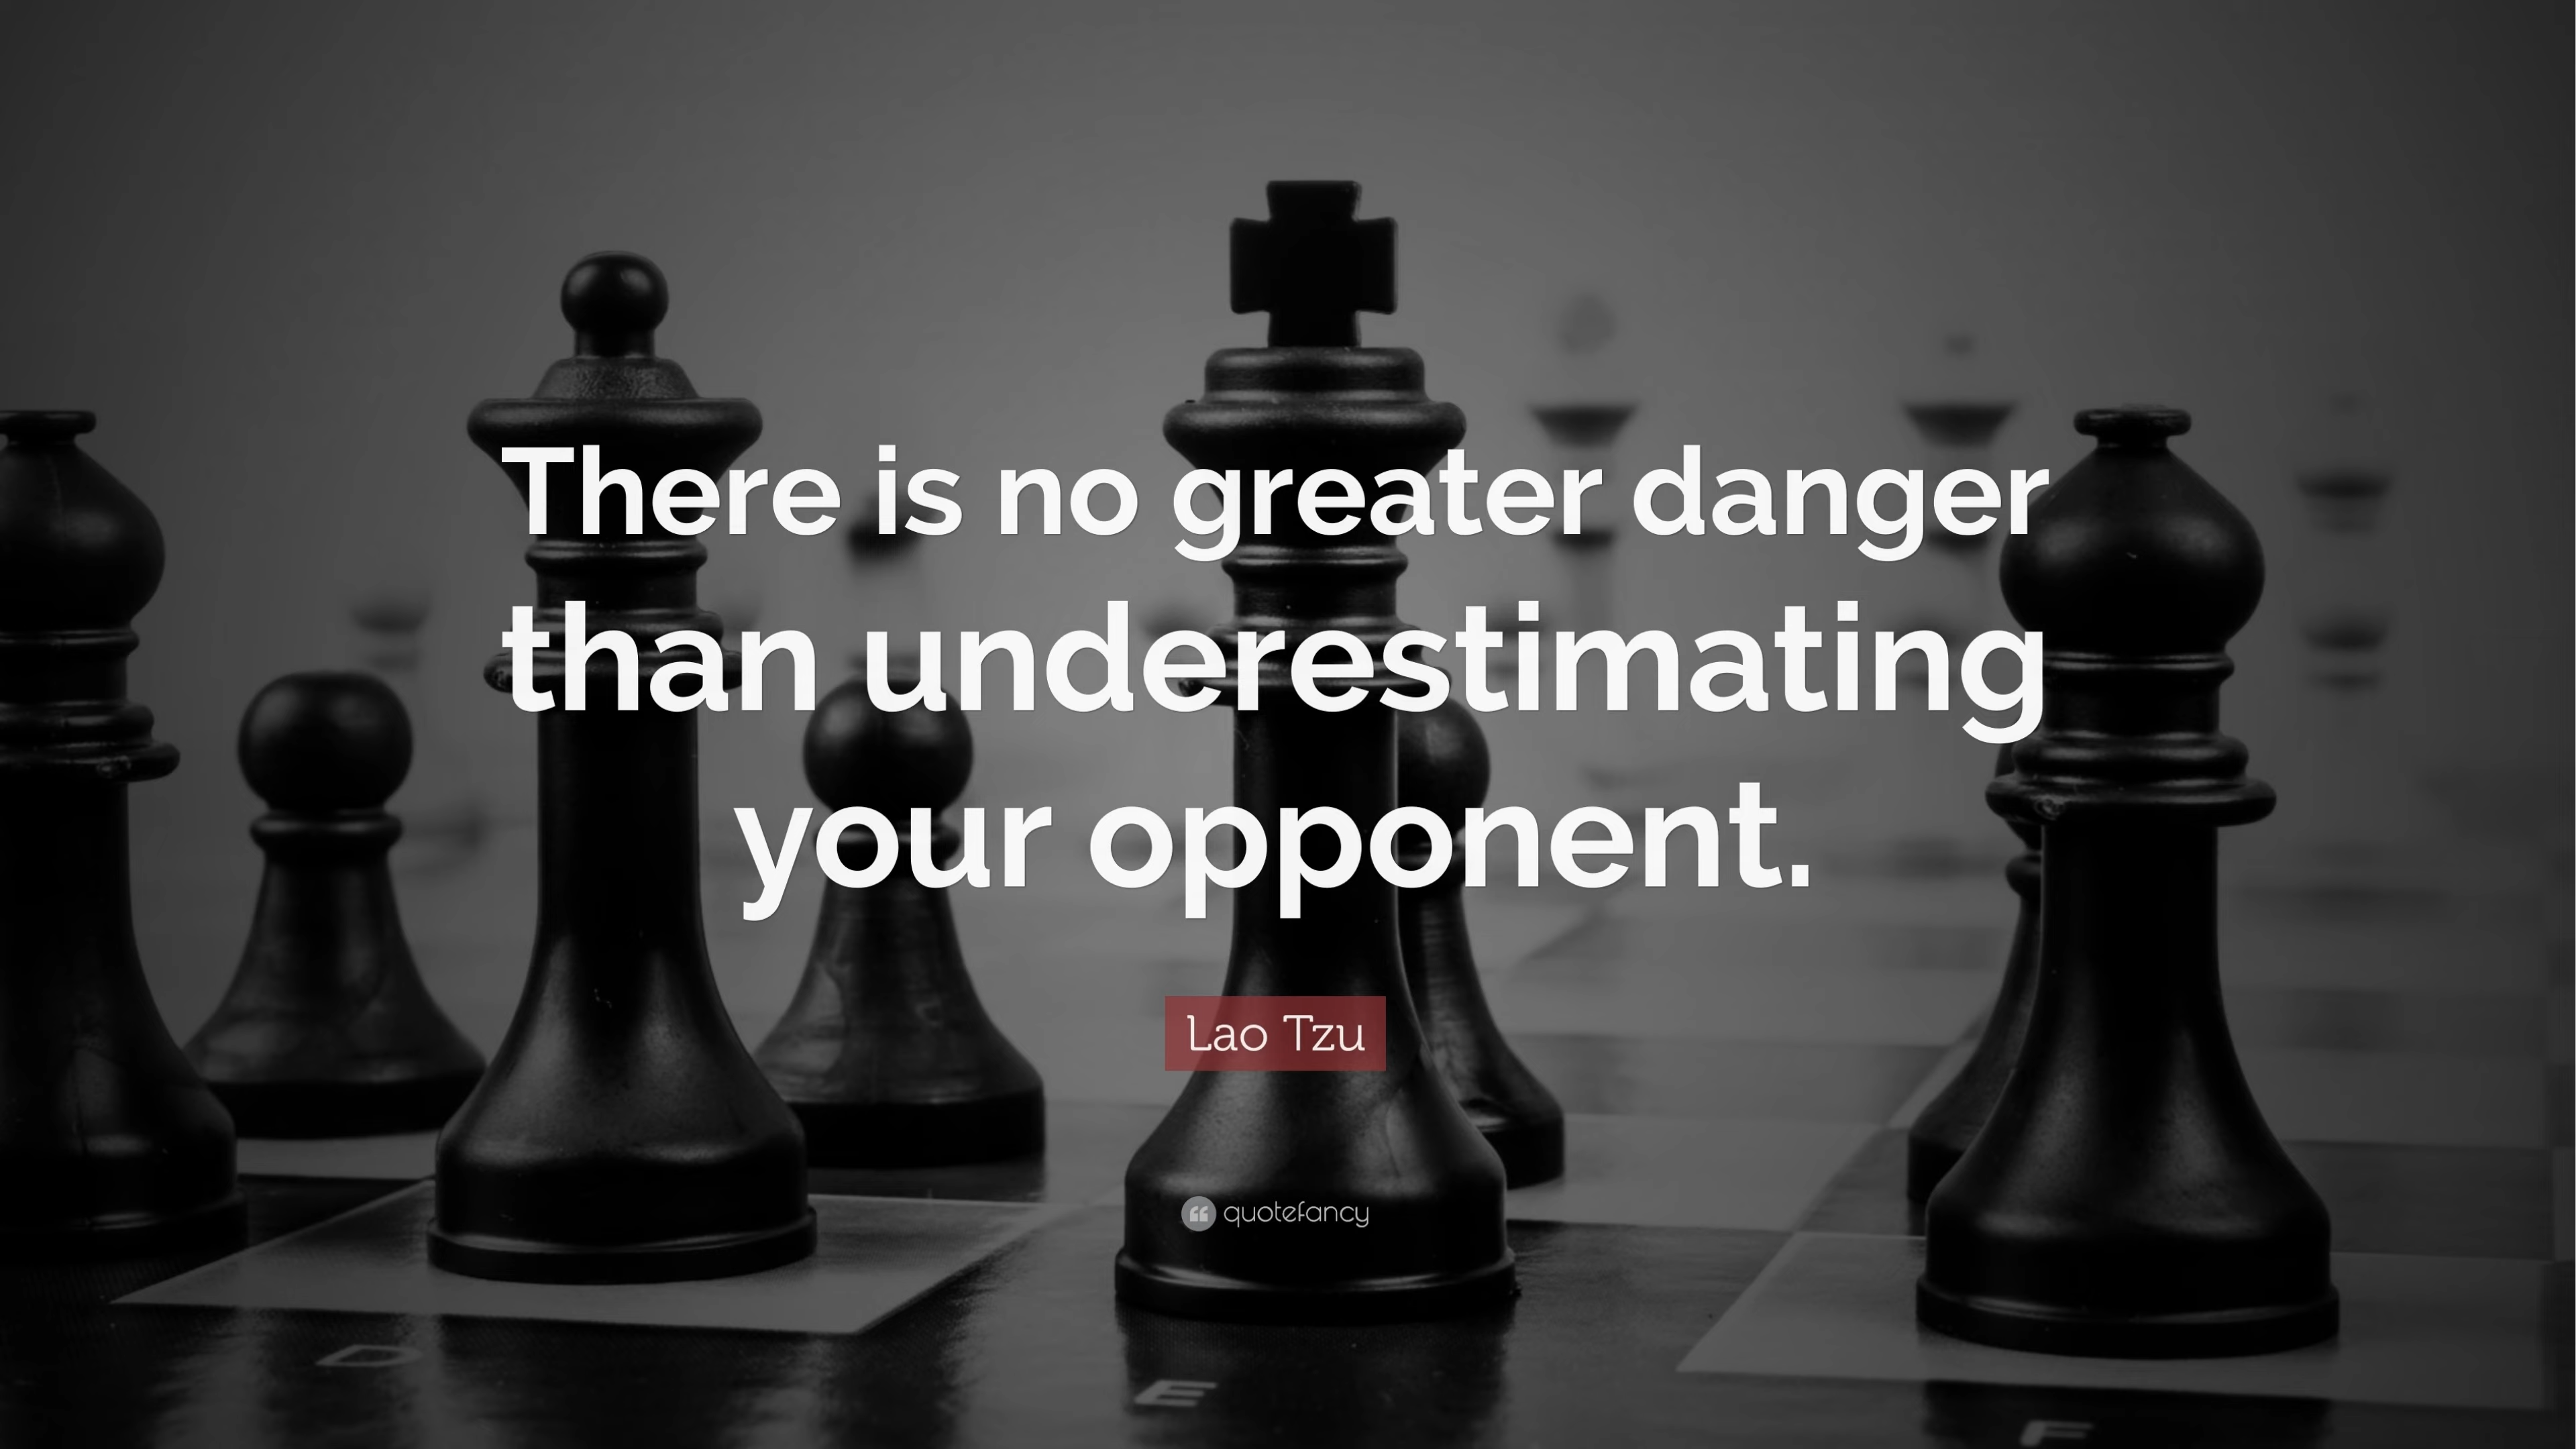 There is no greater danger
than underestimating
your opponent.
Lao Tzu
quotefancy
D
E
F